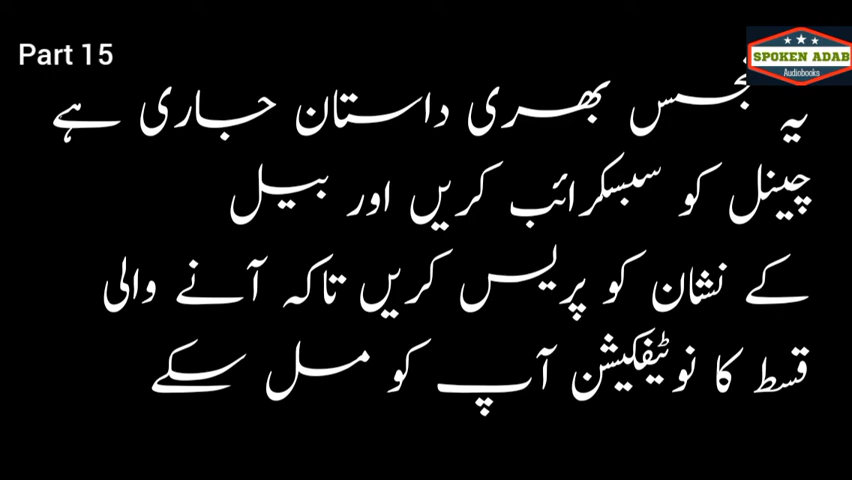 Part 15
SPOKEN ADAB
Audiobooks
یہ تجسس بھری داستان جاری ہے
چینل کو سبسکرائب کریں اور بیل
کے نشان کو پریس کریں تاکہ آنے والی
قسط کا نوٹیفکیشن آپ کو مل سکے